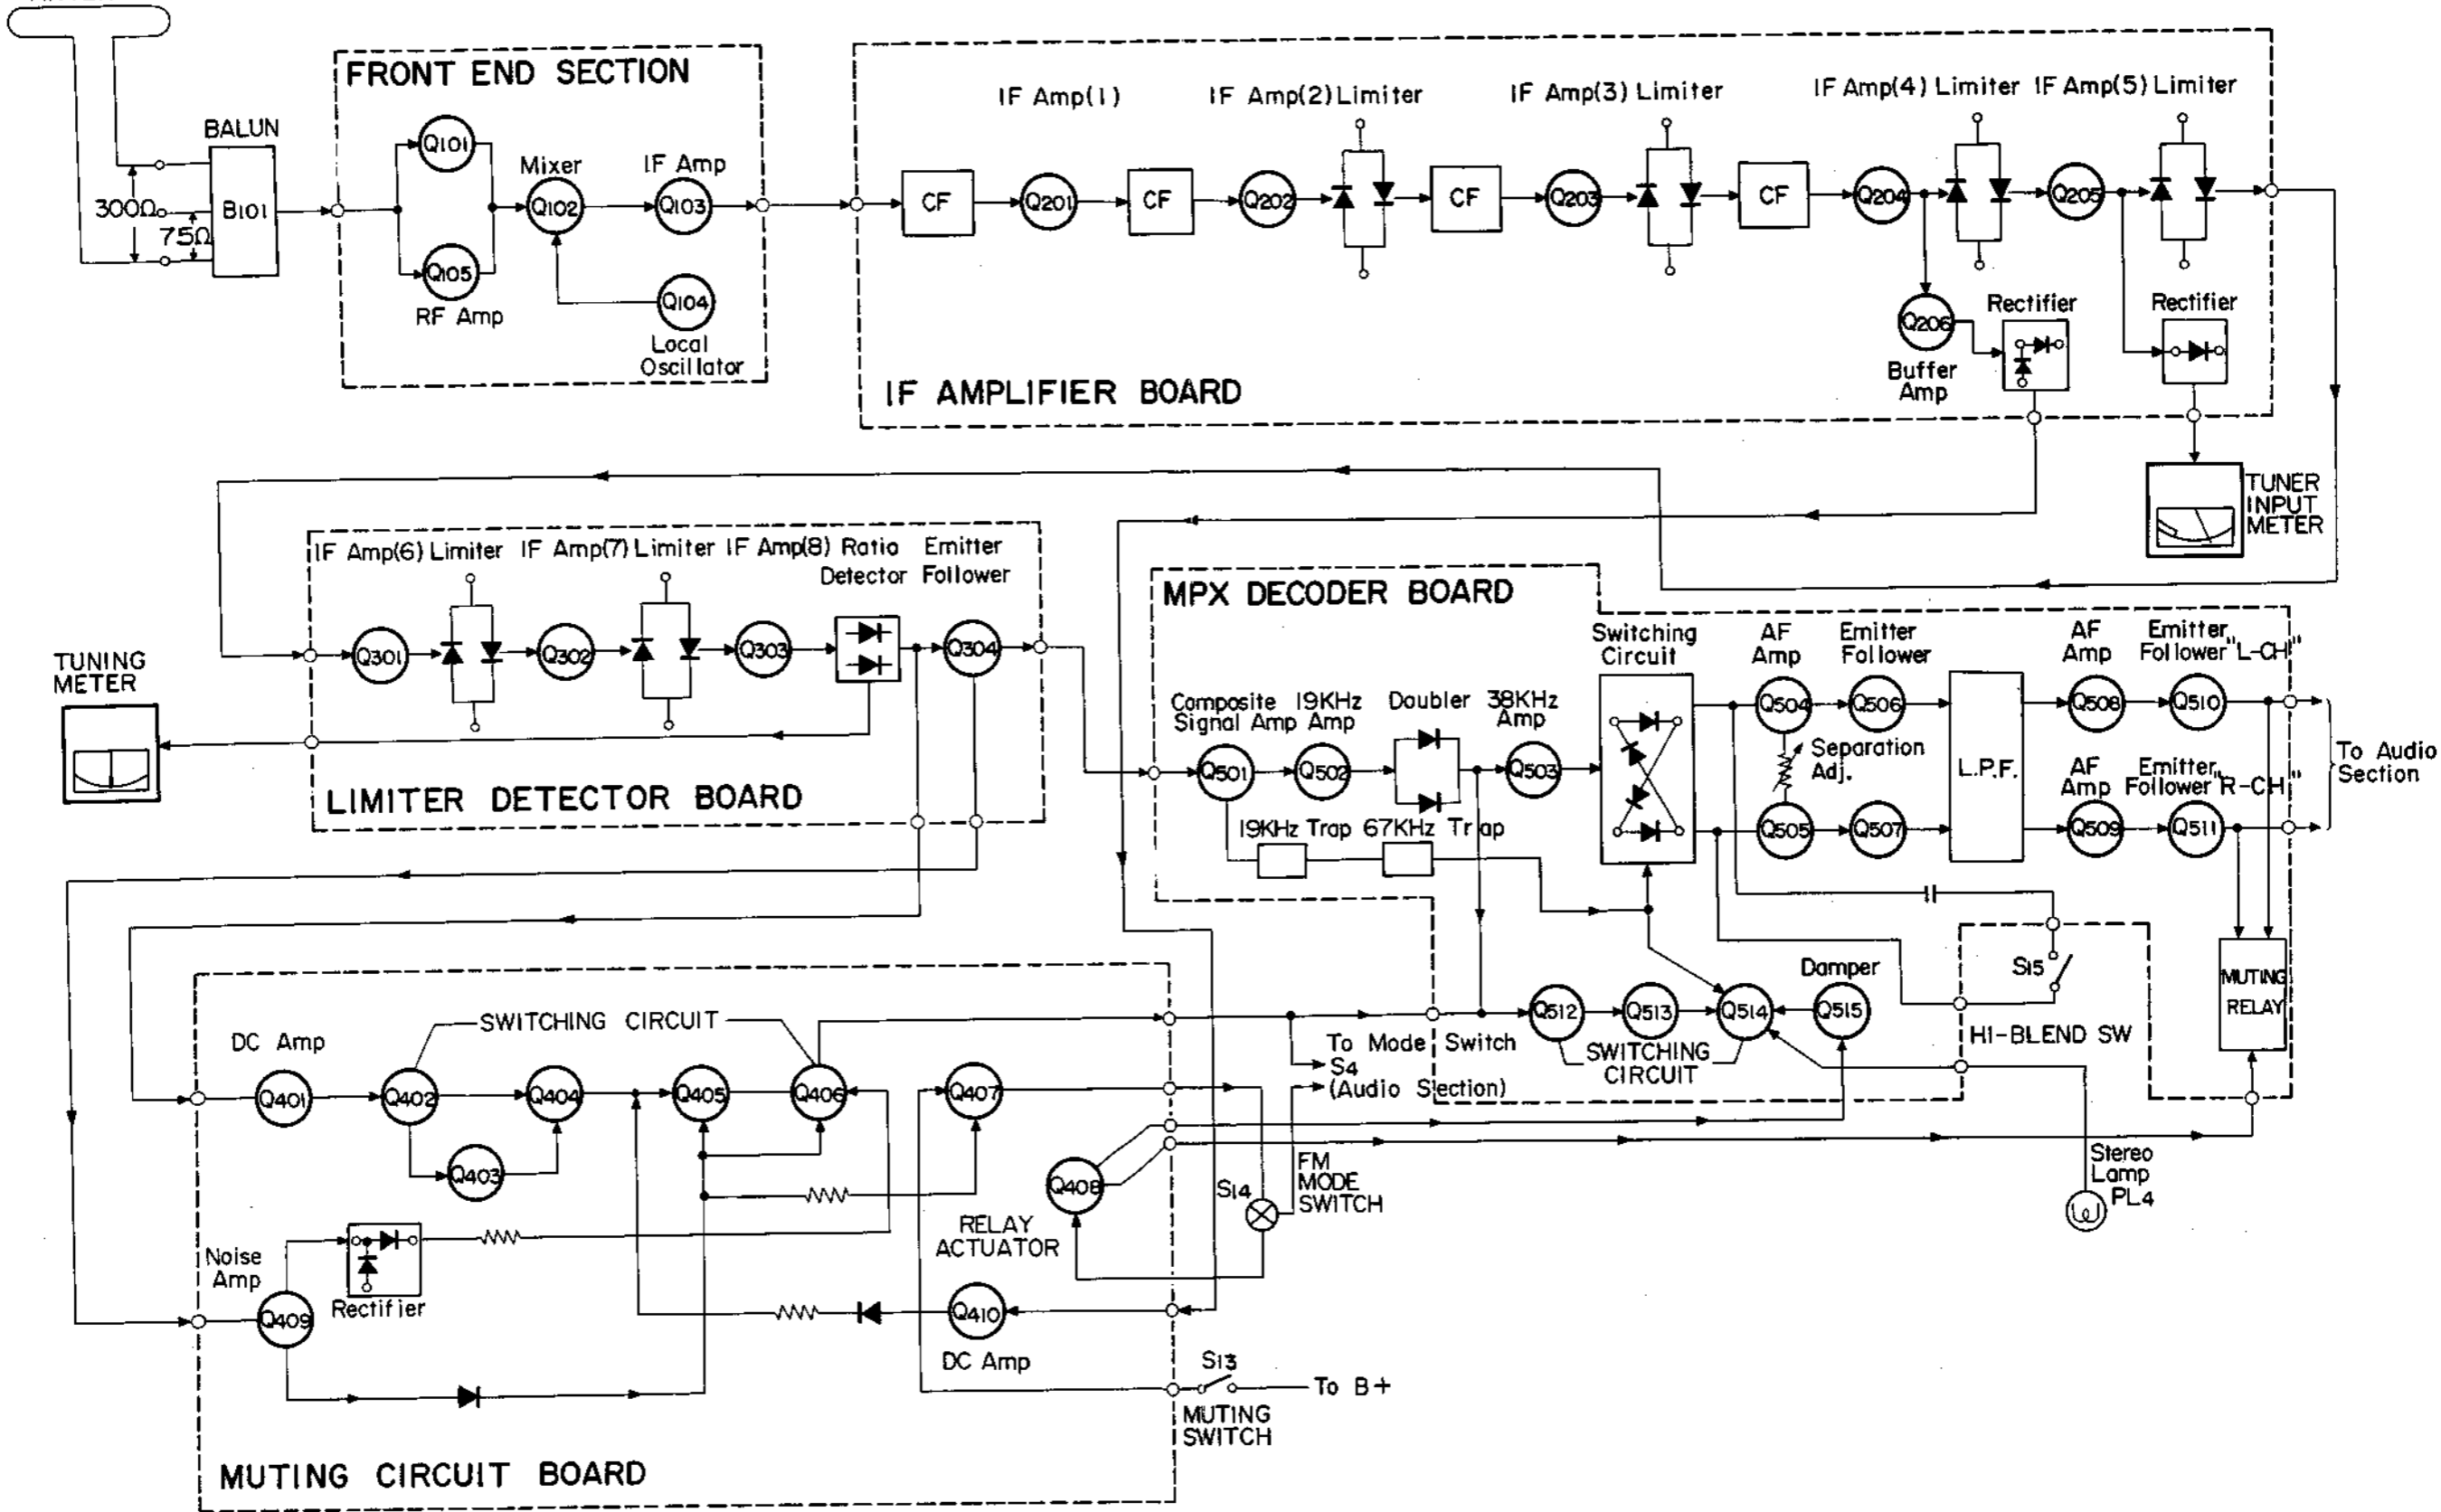 FRONT END SECTION
BALUN
B101
300Ω
75Ω
Q101
Q105
RF Amp
Mixer
Q102
IF Amp
Q103
Q104
Local
Oscillator
IF AMPLIFIER BOARD
IF Amp(1)
IF Amp(2) Limiter
IF Amp(3) Limiter
IF Amp(4) Limiter
IF Amp(5) Limiter
CF
Q201
CF
Q202
CF
Q203
CF
Q204
Q205
Q206
Buffer
Amp
Rectifier
Rectifier
TUNER
INPUT
METER
IF Amp(6) Limiter
IF Amp(7) Limiter
IF Amp(8)
Ratio
Detector
Emitter
Follower
Q301
Q302
Q303
Q304
TUNING
METER
LIMITER DETECTOR BOARD
MPX DECODER BOARD
Composite
Signal Amp
19KHz
Amp
Doubler
38KHz
Amp
Switching
Circuit
AF
Amp
Emitter
Follower
AF
Amp
Emitter
Follower "L-CH"
Q501
Q502
Q503
Q504
Q506
Q508
Q510
Separation
Adj.
L.P.F.
AF
Amp
Emitter
Follower "R-CH"
Q505
Q507
Q509
Q511
To Audio
Section
19KHz Trap
67KHz Trap
Damper
Q512
Q513
Q514
Q515
SWITCHING
CIRCUIT
S15
HI-BLEND SW
MUTING
RELAY
Stereo
Lamp
PL4
To Mode Switch
S4
(Audio Section)
SWITCHING CIRCUIT
DC Amp
Q401
Q402
Q404
Q405
Q406
Q407
Q403
Q408
RELAY
ACTUATOR
S14
FM
MODE
SWITCH
Noise
Amp
Q409
Rectifier
Q410
DC Amp
S13
To B+
MUTING
SWITCH
MUTING CIRCUIT BOARD